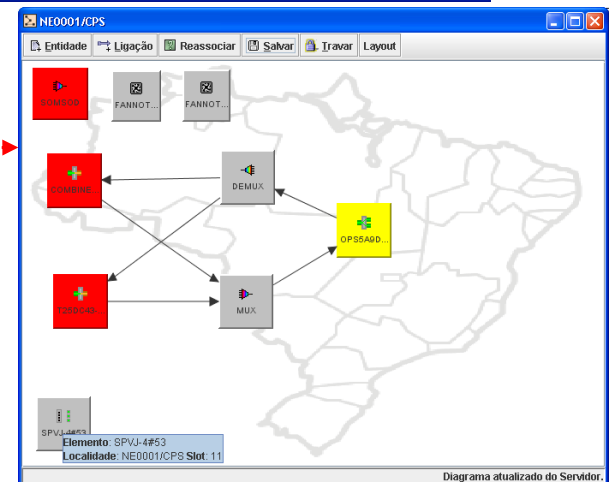 NE0001/CPS
Entidade Ligação Reassociar Salvar Travar Layout
SOMSOD
FANNOT...
FANNOT...
COMBINE...
DEMUX
OPS5A9D...
MUX
SPVJ-4#53
Elemento: SPVJ-4#53
Localidade: NE0001/CPS Slot: 11
Diagrama atualizado do Servidor.